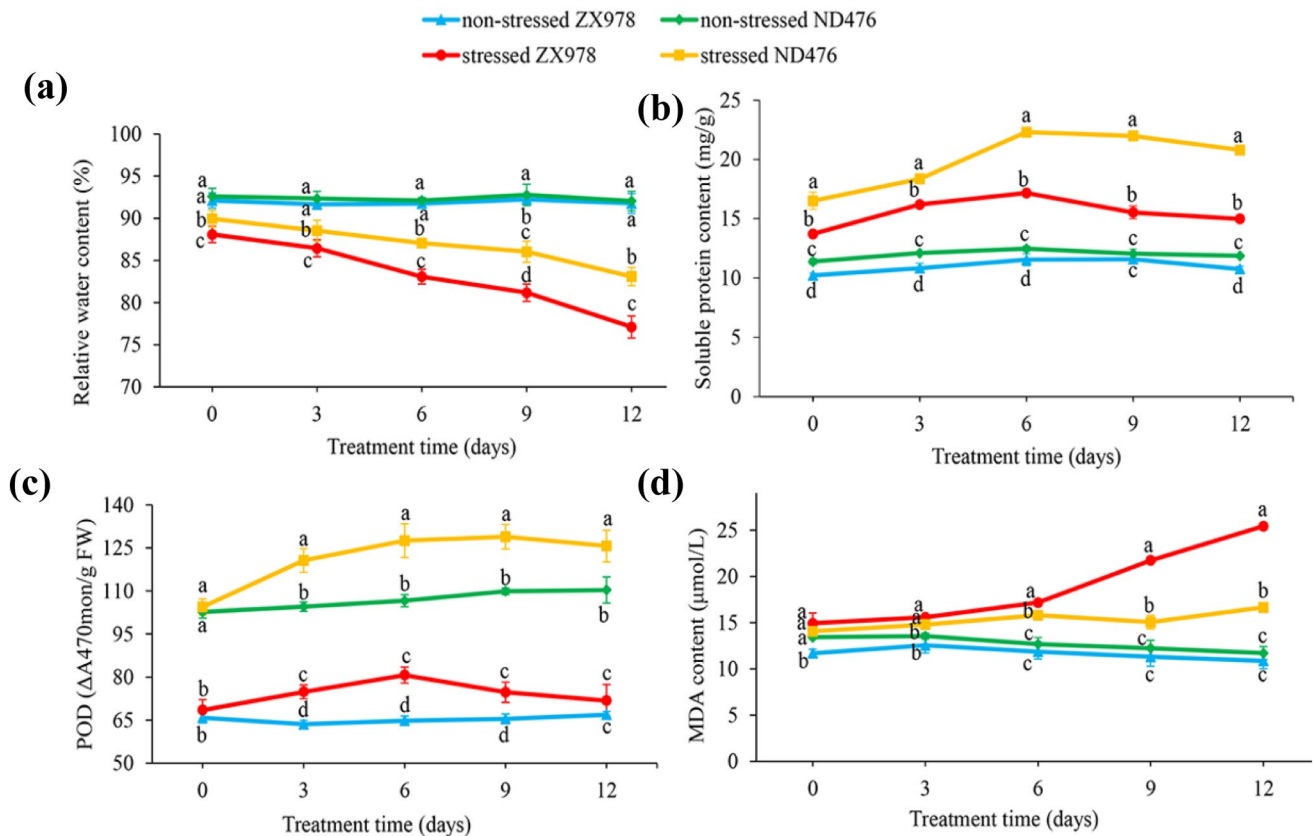 non-stressed ZX978 non-stressed ND476
stressed ZX978 stressed ND476
(a)
Relative water content (%)
100
95
90
85
80
75
70
a a a a a
a a a a a
b b b c b
c c c d c
0 3 6 9 12
Treatment time (days)
(b)
Soluble protein content (mg/g)
25
20
15
10
5
0
a a a a a
b b b b b
c c c c c
d d d c d
0 3 6 9 12
Treatment time (days)
(c)
POD (ΔA470mon/g FW)
140
125
110
95
80
65
50
a a a a a
a b b b b
b c c c c
b d d d c
0 3 6 9 12
Treatment time (days)
(d)
MDA content (µmol/L)
25
20
15
10
5
0
a a a a a
a a b b b
a b c c c
b b c c c
0 3 6 9 12
Treatment time (days)